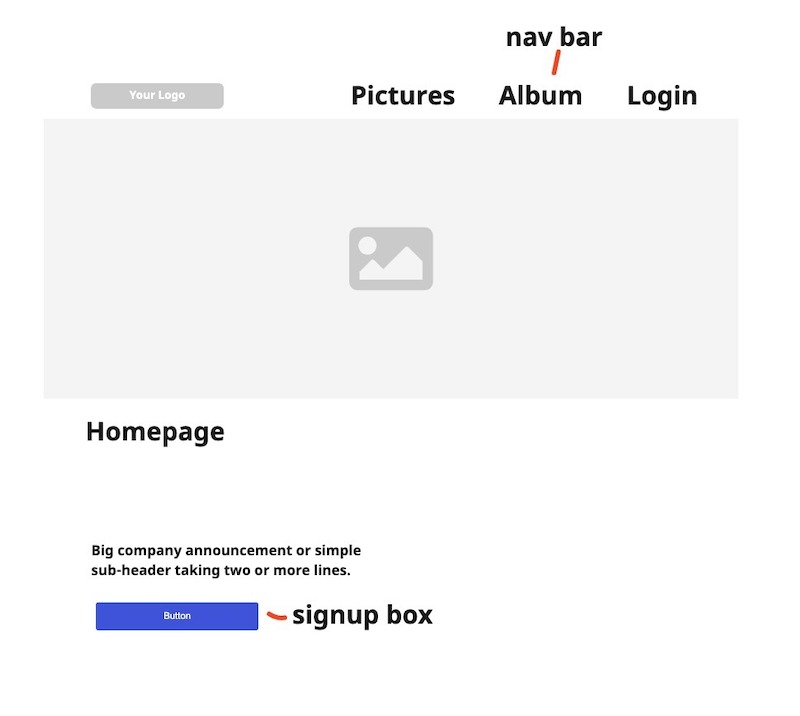 nav bar
Your Logo
Pictures Album Login
Homepage
Big company announcement or simple
sub-header taking two or more lines.
Button
signup box